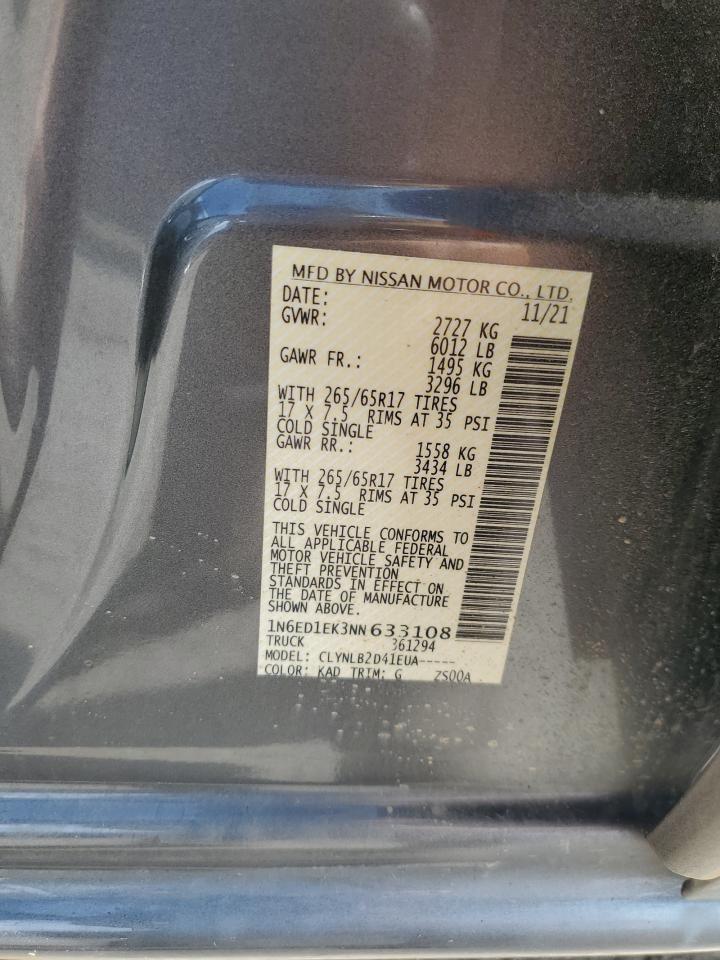 MFD BY NISSAN MOTOR CO., LTD.
DATE: 11/21
GVWR: 2727 KG
6012 LB
GAWR FR.: 1495 KG
3296 LB
WITH 265/65R17 TIRES
17 X 7.5 RIMS AT 35 PSI
COLD SINGLE
GAWR RR.: 1558 KG
3434 LB
WITH 265/65R17 TIRES
17 X 7.5 RIMS AT 35 PSI
COLD SINGLE
THIS VEHICLE CONFORMS TO
ALL APPLICABLE FEDERAL
MOTOR VEHICLE SAFETY AND
THEFT PREVENTION
STANDARDS IN EFFECT ON
THE DATE OF MANUFACTURE
SHOWN ABOVE.
1N6ED1EK3NN633108
TRUCK 361294
MODEL: CLYNLB2D41EUA-----
COLOR: KAD TRIM: G ZS00A